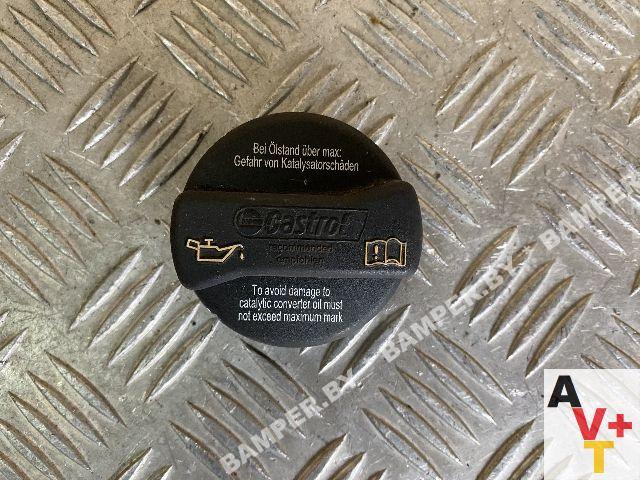 Bei Ölstand über max:
Gefahr von Katalysatorschäden
Castrol
recommended
empfohlen
To avoid damage to
catalytic converter oil must
not exceed maximum mark
BAMPER.BY - BAMPER.BY - BAMPER.BY
A
V+
T